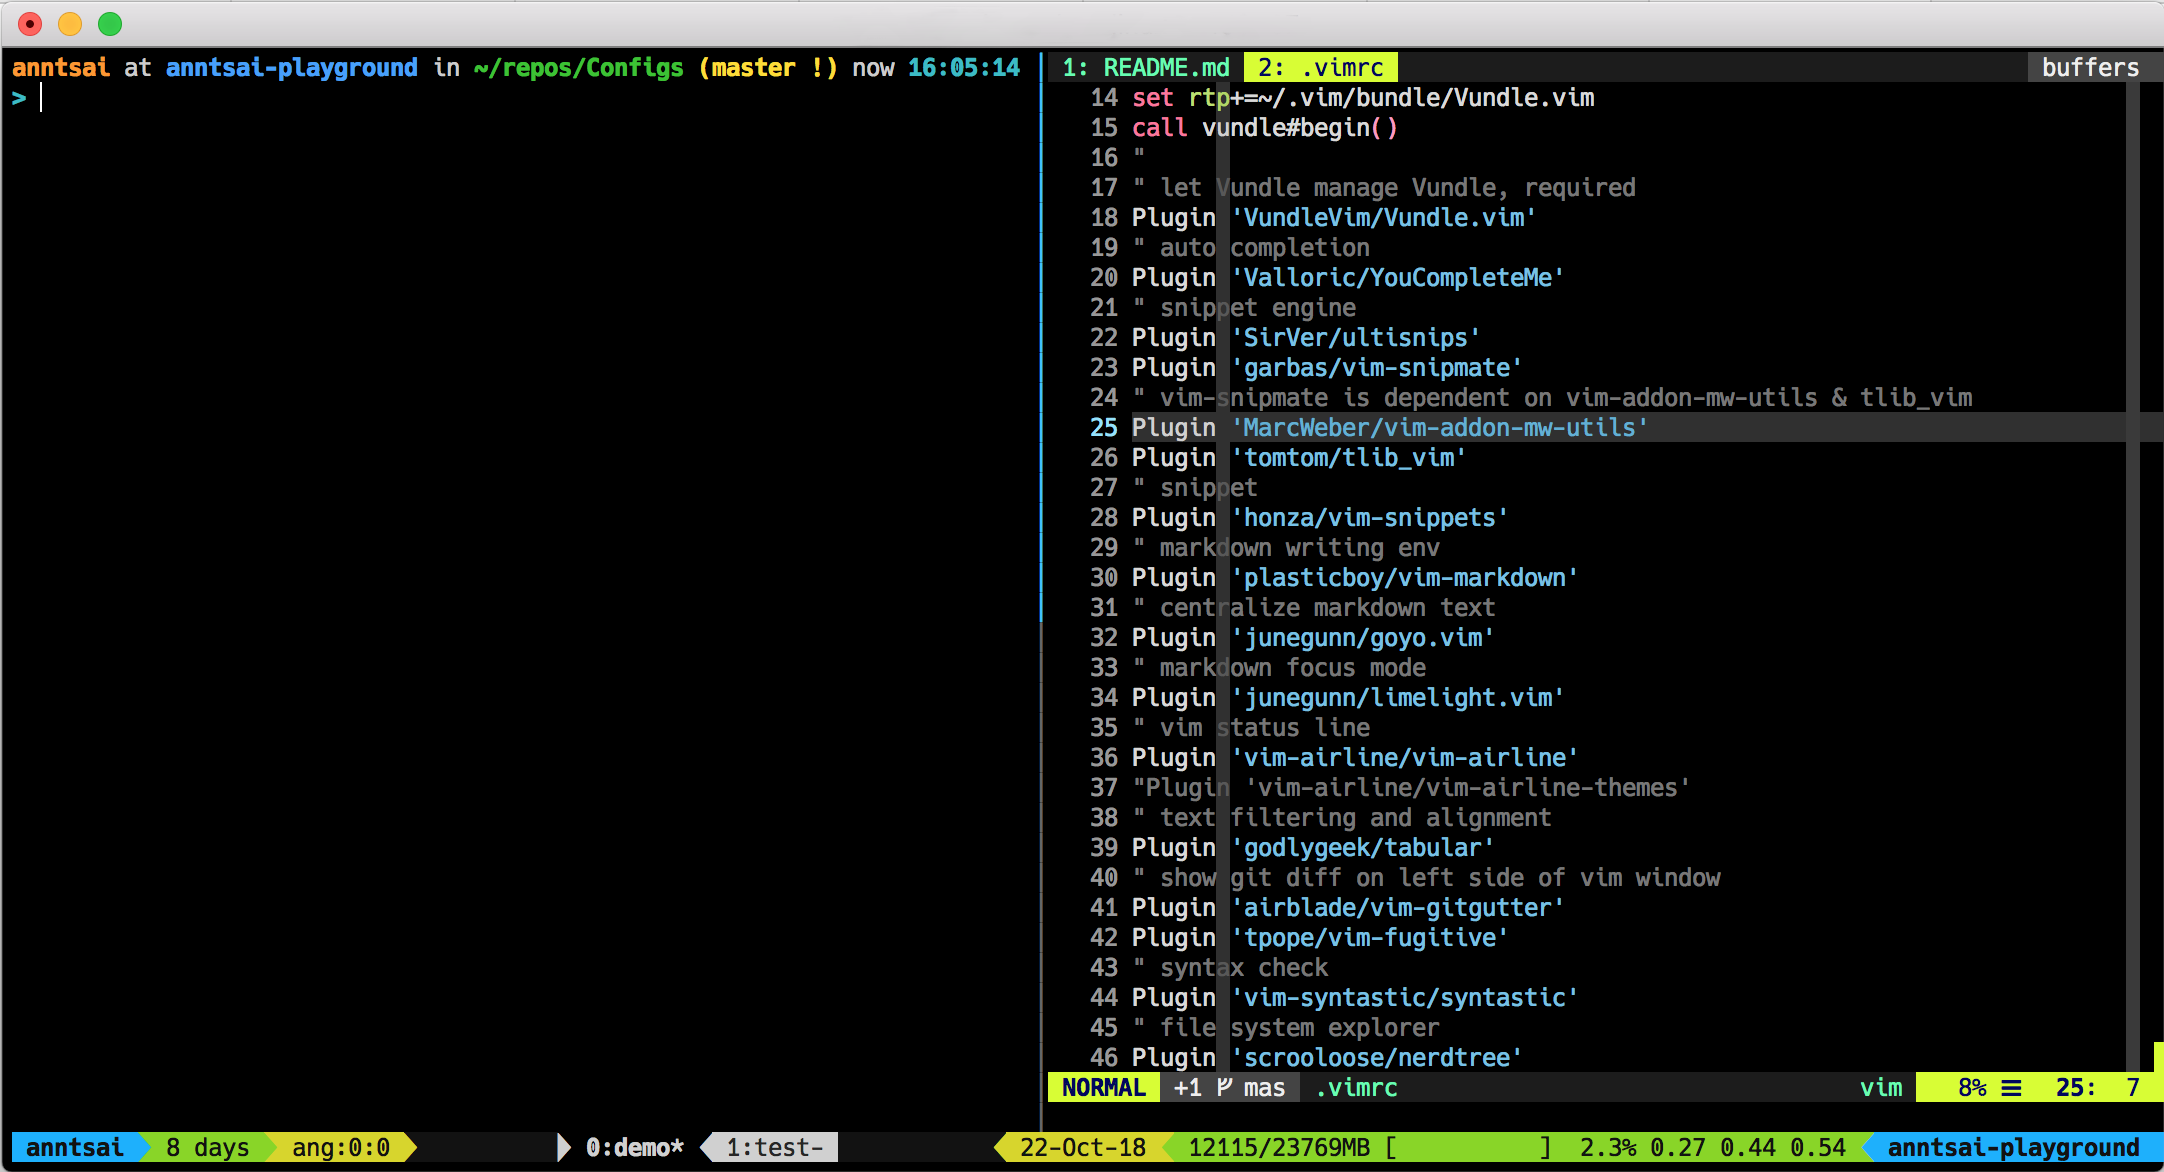 anntsai at anntsai-playground in ~/repos/Configs (master !) now 16:05:14
>
1: README.md 2: .vimrc buffers
14 set rtp+=~/.vim/bundle/Vundle.vim
15 call vundle#begin()
16 "
17 " let Vundle manage Vundle, required
18 Plugin 'VundleVim/Vundle.vim'
19 " auto completion
20 Plugin 'Valloric/YouCompleteMe'
21 " snippet engine
22 Plugin 'SirVer/ultisnips'
23 Plugin 'garbas/vim-snipmate'
24 " vim-snipmate is dependent on vim-addon-mw-utils & tlib_vim
25 Plugin 'MarcWeber/vim-addon-mw-utils'
26 Plugin 'tomtom/tlib_vim'
27 " snippet
28 Plugin 'honza/vim-snippets'
29 " markdown writing env
30 Plugin 'plasticboy/vim-markdown'
31 " centralize markdown text
32 Plugin 'junegunn/goyo.vim'
33 " markdown focus mode
34 Plugin 'junegunn/limelight.vim'
35 " vim status line
36 Plugin 'vim-airline/vim-airline'
37 "Plugin 'vim-airline/vim-airline-themes'
38 " text filtering and alignment
39 Plugin 'godlygeek/tabular'
40 " show git diff on left side of vim window
41 Plugin 'airblade/vim-gitgutter'
42 Plugin 'tpope/vim-fugitive'
43 " syntax check
44 Plugin 'vim-syntastic/syntastic'
45 " file system explorer
46 Plugin 'scrooloose/nerdtree'
NORMAL +1 mas .vimrc vim 8% ☰ 25: 7
anntsai 8 days ang:0:0 0:demo* 1:test- 22-Oct-18 12115/23769MB [ ] 2.3% 0.27 0.44 0.54 anntsai-playground